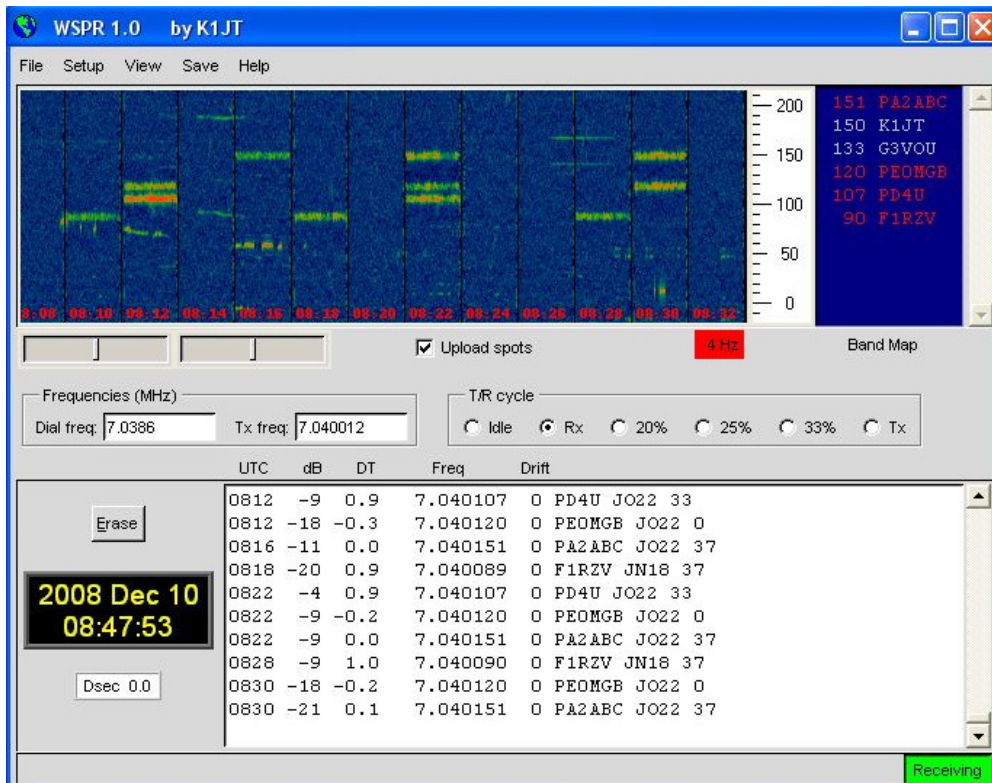 WSPR 1.0 by K1JT
File Setup View Save Help
200
150
100
50
0
151 PA2ABC
150 K1JT
133 G3VOU
120 PE0MGB
107 PD4U
90 F1RZV
8:08 08:10 08:12 08:14 08:16 08:18 08:20 08:22 08:24 08:26 08:28 08:30 08:32
Upload spots
4 Hz
Band Map
Frequencies (MHz)
Dial freq: 7.0386 Tx freq: 7.040012
T/R cycle
Idle Rx 20% 25% 33% Tx
UTC dB DT Freq Drift
0812 -9 0.9 7.040107 0 PD4U JO22 33
0812 -18 -0.3 7.040120 0 PE0MGB JO22 0
0816 -11 0.0 7.040151 0 PA2ABC JO22 37
0818 -20 0.9 7.040089 0 F1RZV JN18 37
0822 -4 0.9 7.040107 0 PD4U JO22 33
0822 -9 -0.2 7.040120 0 PE0MGB JO22 0
0822 -9 0.0 7.040151 0 PA2ABC JO22 37
0828 -9 1.0 7.040090 0 F1RZV JN18 37
0830 -18 -0.2 7.040120 0 PE0MGB JO22 0
0830 -21 0.1 7.040151 0 PA2ABC JO22 37
Erase
2008 Dec 10
08:47:53
Dsec 0.0
Receiving